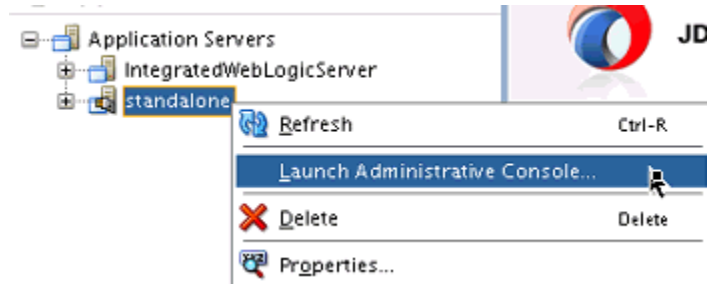 Application Servers
JD
IntegratedWebLogicServer
standalone
Refresh Ctrl-R
Launch Administrative Console...
Delete Delete
Properties...